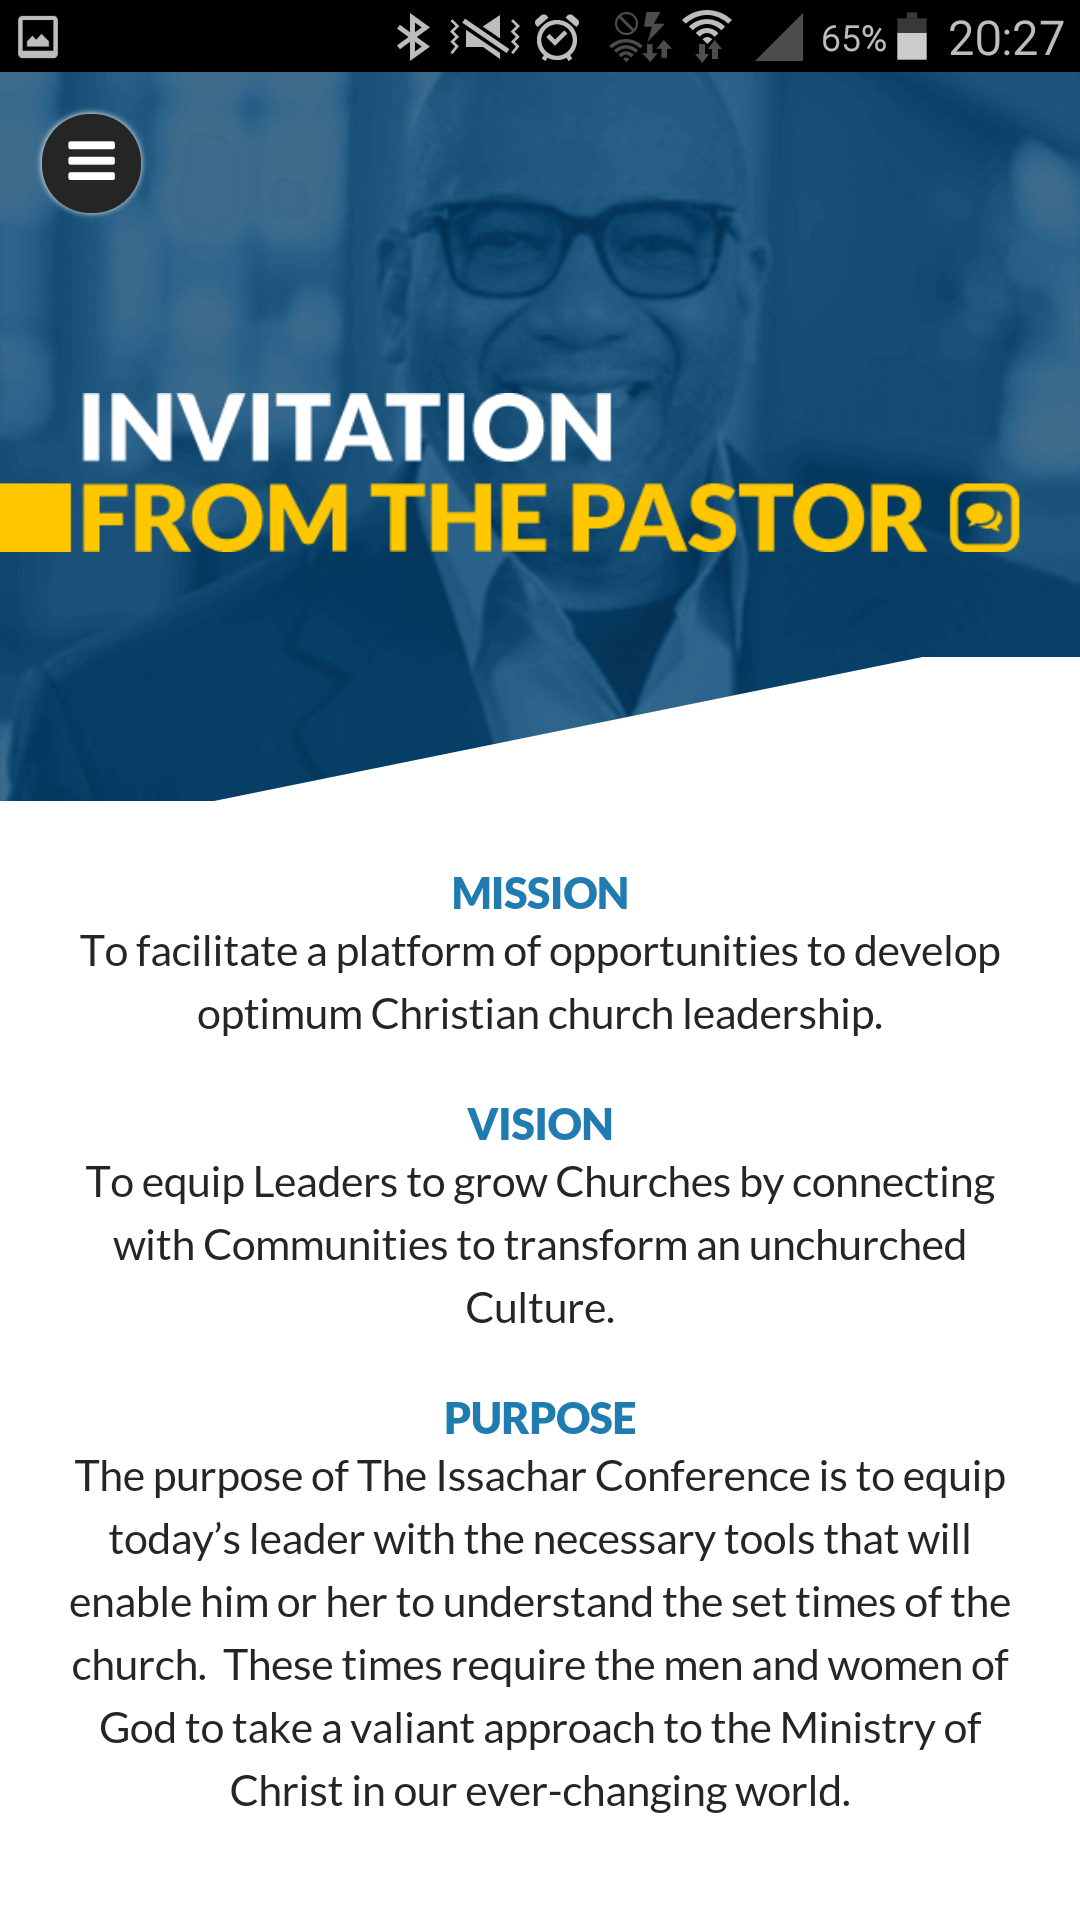 65% 20:27
INVITATION
FROM THE PASTOR
MISSION
To facilitate a platform of opportunities to develop
optimum Christian church leadership.
VISION
To equip Leaders to grow Churches by connecting
with Communities to transform an unchurched
Culture.
PURPOSE
The purpose of The Issachar Conference is to equip
today’s leader with the necessary tools that will
enable him or her to understand the set times of the
church.  These times require the men and women of
God to take a valiant approach to the Ministry of
Christ in our ever-changing world.